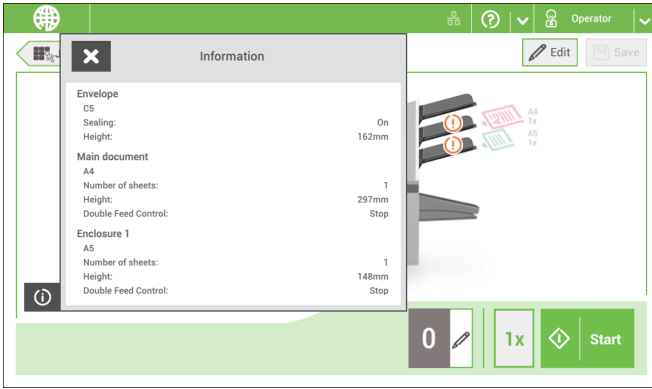 Operator
Information
Edit
Save
Envelope
C5
Sealing: On
Height: 162mm
Main document
A4
Number of sheets: 1
Height: 297mm
Double Feed Control: Stop
Enclosure 1
A5
Number of sheets: 1
Height: 148mm
Double Feed Control: Stop
A4
1x
A5
1x
0
1x
Start